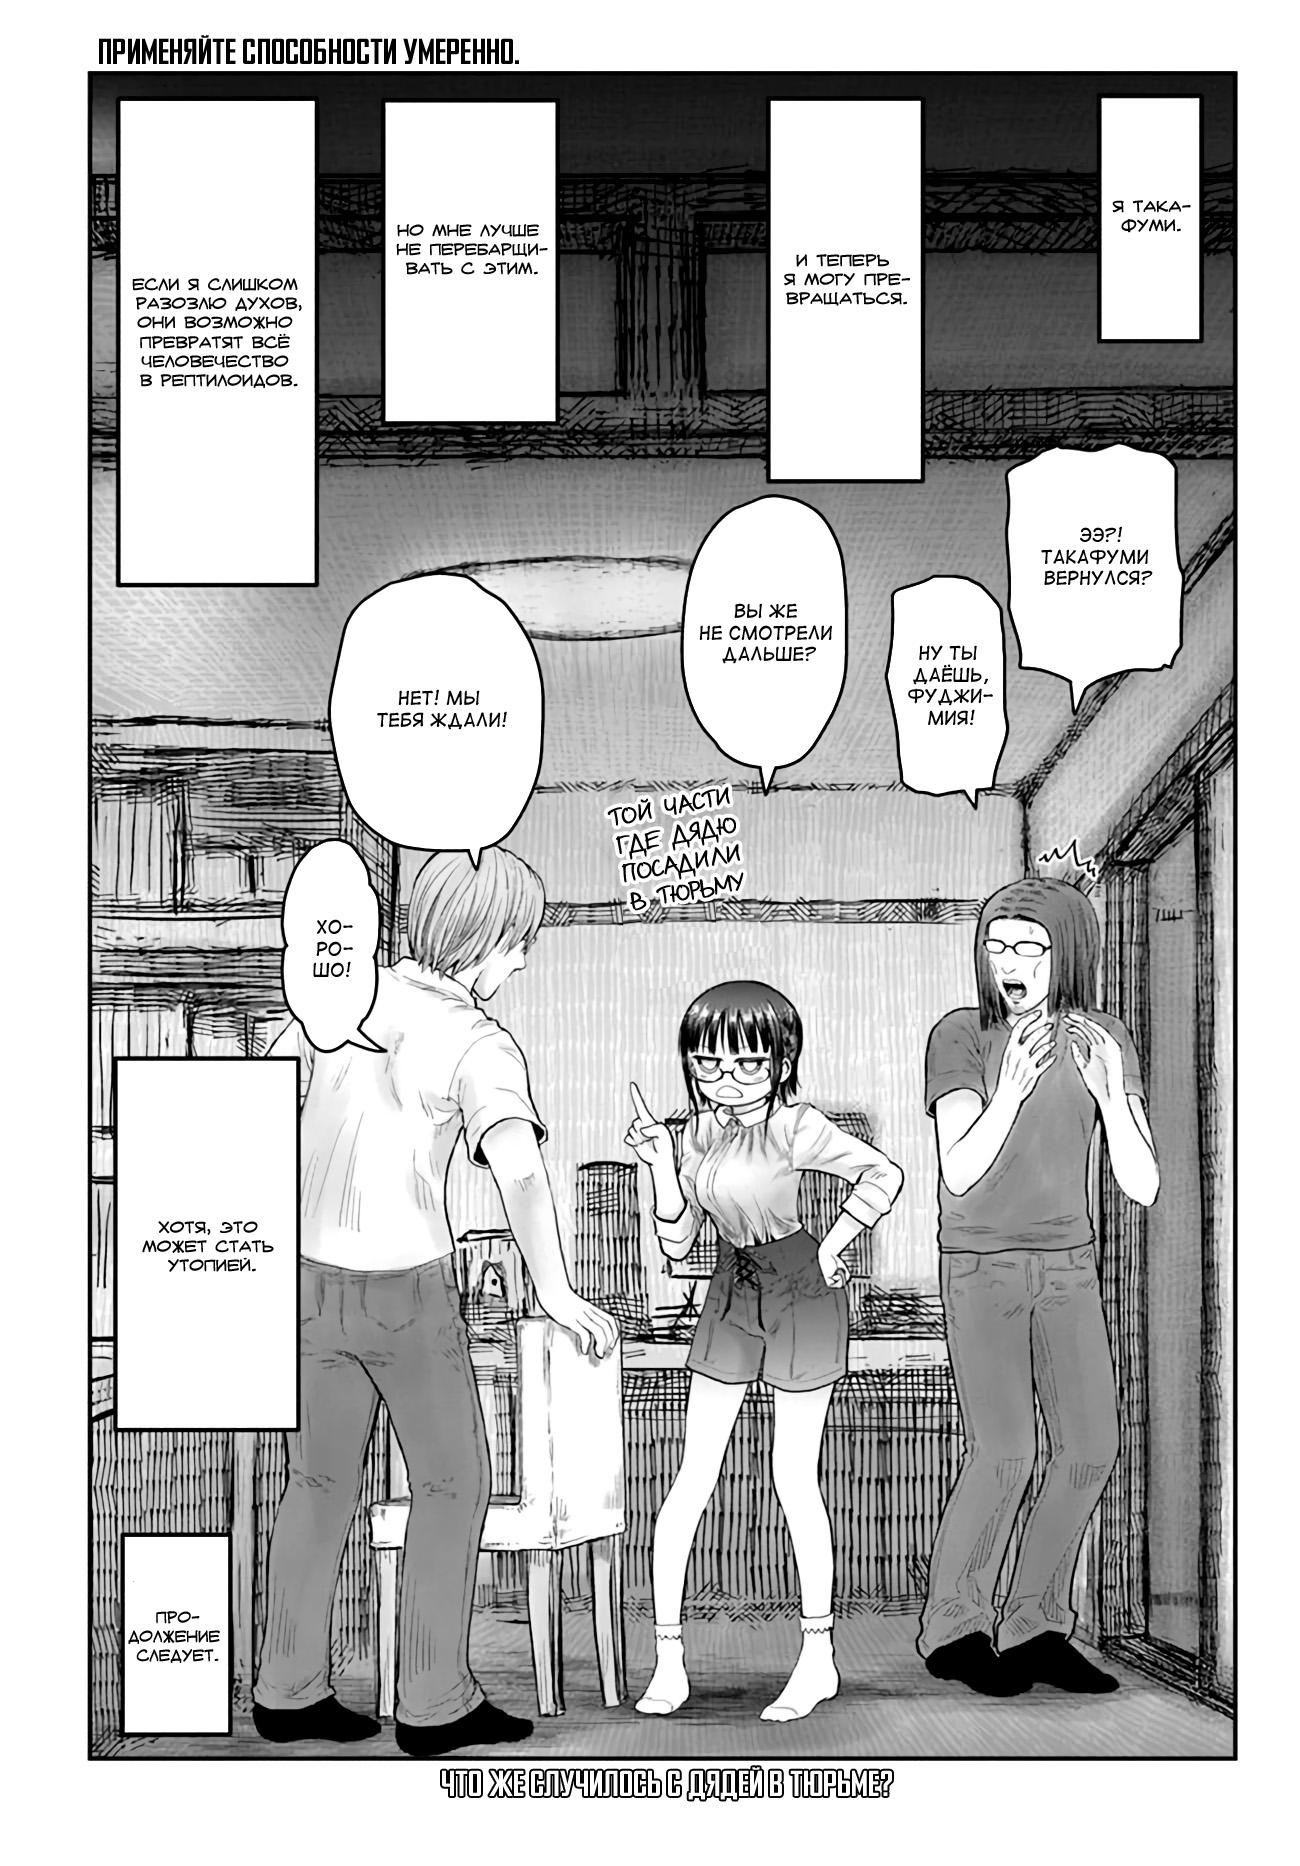 ПРИМЕНЯЙТЕ СПОСОБНОСТИ УМЕРЕННО.
Я ТАКА-
ФУМИ.
И ТЕПЕРЬ
Я МОГУ ПРЕ-
ВРАЩАТЬСЯ.
НО МНЕ ЛУЧШЕ
НЕ ПЕРЕБАРЩИ-
ВАТЬ С ЭТИМ.
ЕСЛИ Я СЛИШКОМ
РАЗОЗЛЮ ДУХОВ,
ОНИ ВОЗМОЖНО
ПРЕВРАТЯТ ВСЁ
ЧЕЛОВЕЧЕСТВО
В РЕПТИЛОИДОВ.
ЭЭ?!
ТАКАФУМИ
ВЕРНУЛСЯ?
НУ ТЫ
ДАЁШЬ,
ФУДЖИ-
МИЯ!
ВЫ ЖЕ
НЕ СМОТРЕЛИ
ДАЛЬШЕ?
ТОЙ ЧАСТИ
ГДЕ ДЯДЮ
ПОСАДИЛИ
В ТЮРЬМУ
НЕТ! МЫ
ТЕБЯ ЖДАЛИ!
ХО-
РО-
ШО!
ХОТЯ, ЭТО
МОЖЕТ СТАТЬ
УТОПИЕЙ.
ПРО-
ДОЛЖЕНИЕ
СЛЕДУЕТ.
ЧТО ЖЕ СЛУЧИЛОСЬ С ДЯДЕЙ В ТЮРЬМЕ?